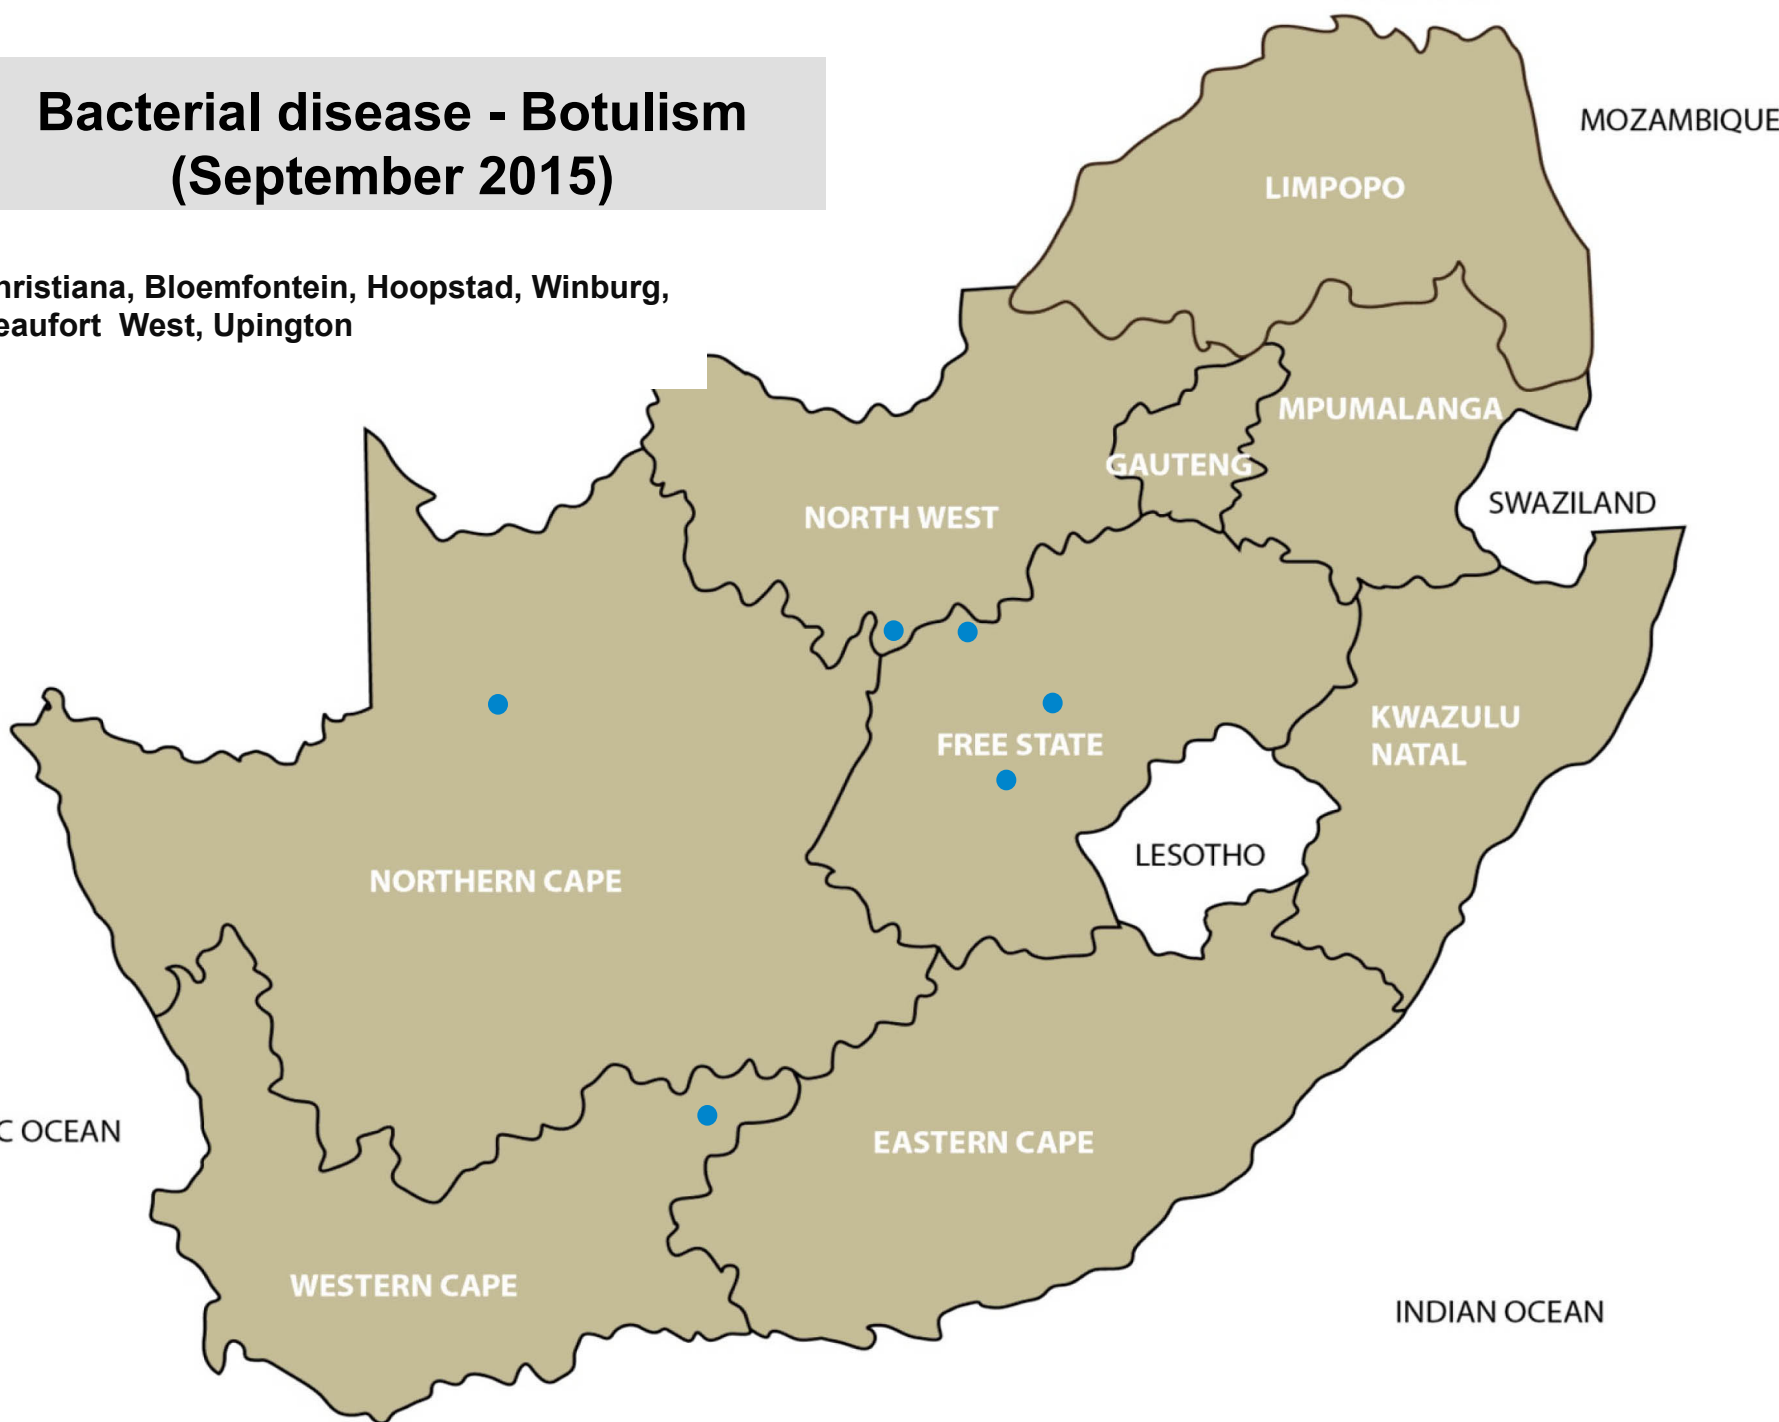 Bacterial disease - Botulism
(September 2015)
hristiana, Bloemfontein, Hoopstad, Winburg,
eaufort West, Upington
MOZAMBIQUE
LIMPOPO
MPUMALANGA
GAUTENG
SWAZILAND
NORTH WEST
KWAZULU
NATAL
FREE STATE
LESOTHO
NORTHERN CAPE
C OCEAN
EASTERN CAPE
WESTERN CAPE
INDIAN OCEAN